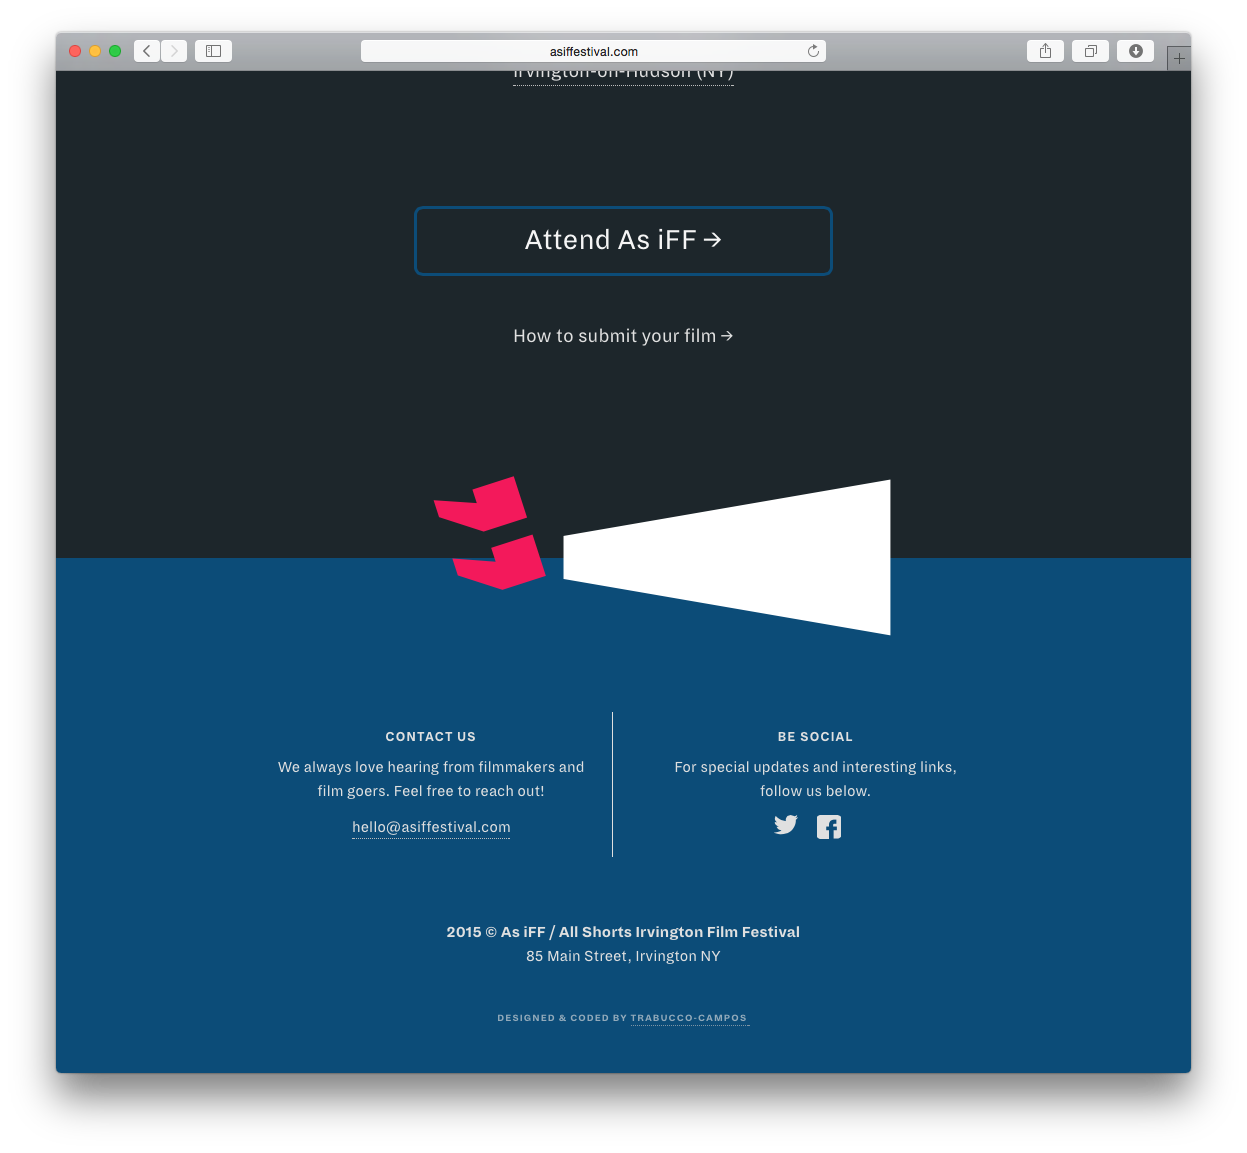 asiffestival.com
Irvington-on-Hudson (NY)
Attend As iFF →
How to submit your film →
CONTACT US
We always love hearing from filmmakers and
film goers. Feel free to reach out!
hello@asiffestival.com
BE SOCIAL
For special updates and interesting links,
follow us below.
2015 © As iFF / All Shorts Irvington Film Festival
85 Main Street, Irvington NY
DESIGNED & CODED BY TRABUCCO-CAMPOS